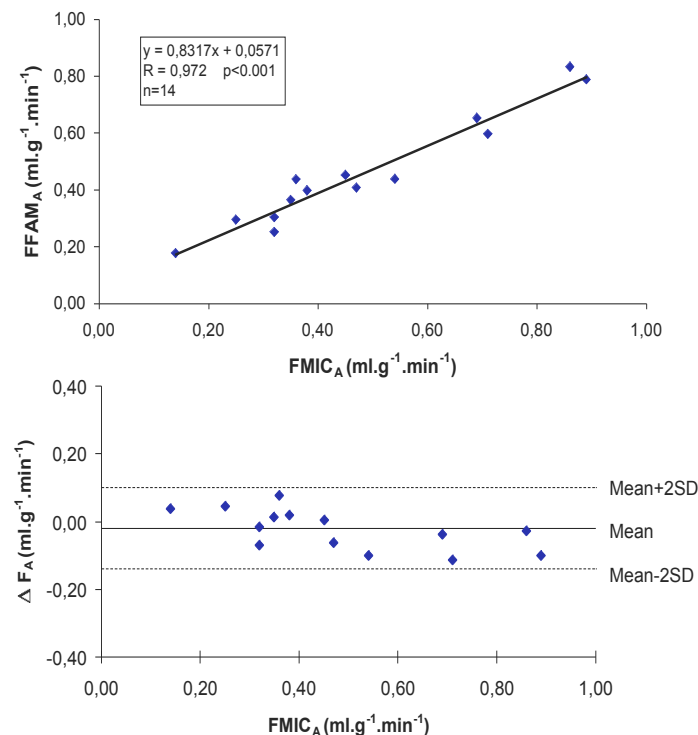 1,00
y = 0,8317x + 0,0571
R = 0,972 p<0.001
n=14
0,80
0,60
0,40
0,20
0,00
FFAM_A (ml.g⁻¹.min⁻¹)
0,00 0,20 0,40 0,60 0,80 1,00
FMIC_A (ml.g⁻¹.min⁻¹)
0,40
0,20
0,00
-0,20
-0,40
Δ F_A (ml.g⁻¹.min⁻¹)
Mean+2SD
Mean
Mean-2SD
0,00 0,20 0,40 0,60 0,80 1,00
FMIC_A (ml.g⁻¹.min⁻¹)